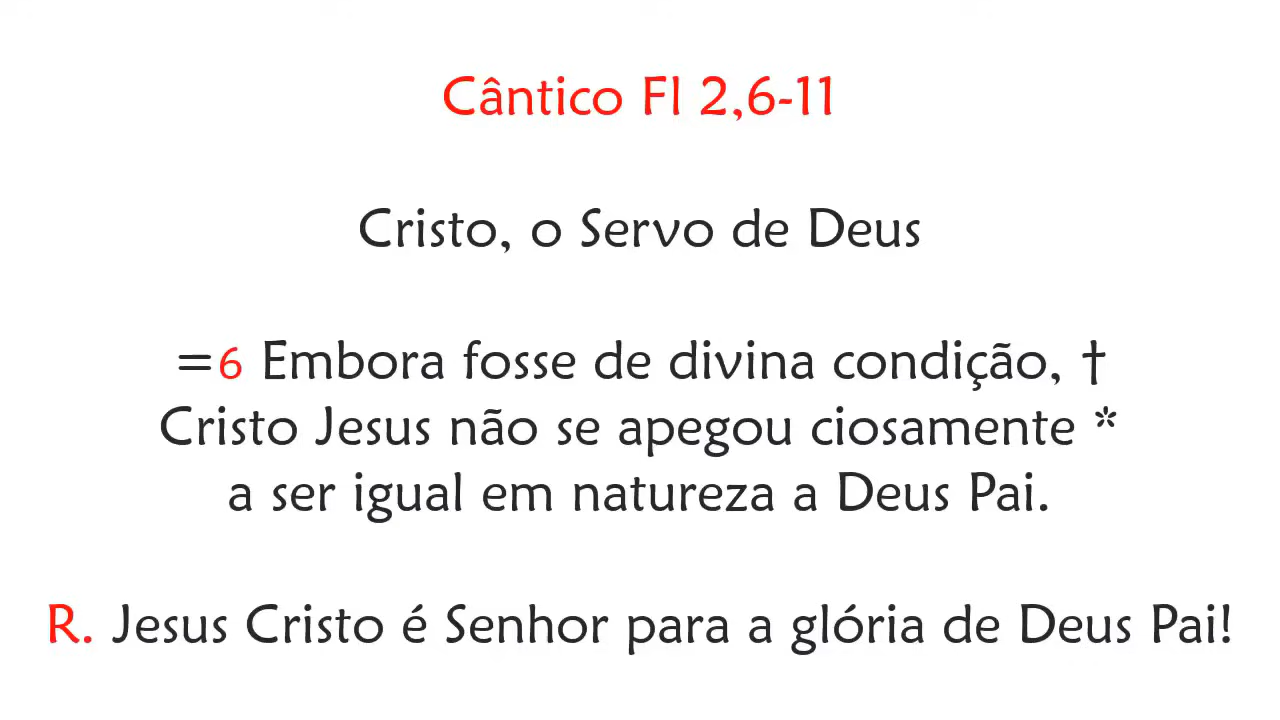 Cântico Fl 2,6-11
Cristo, o Servo de Deus
=6 Embora fosse de divina condição, †
Cristo Jesus não se apegou ciosamente *
a ser igual em natureza a Deus Pai.
R. Jesus Cristo é Senhor para a glória de Deus Pai!